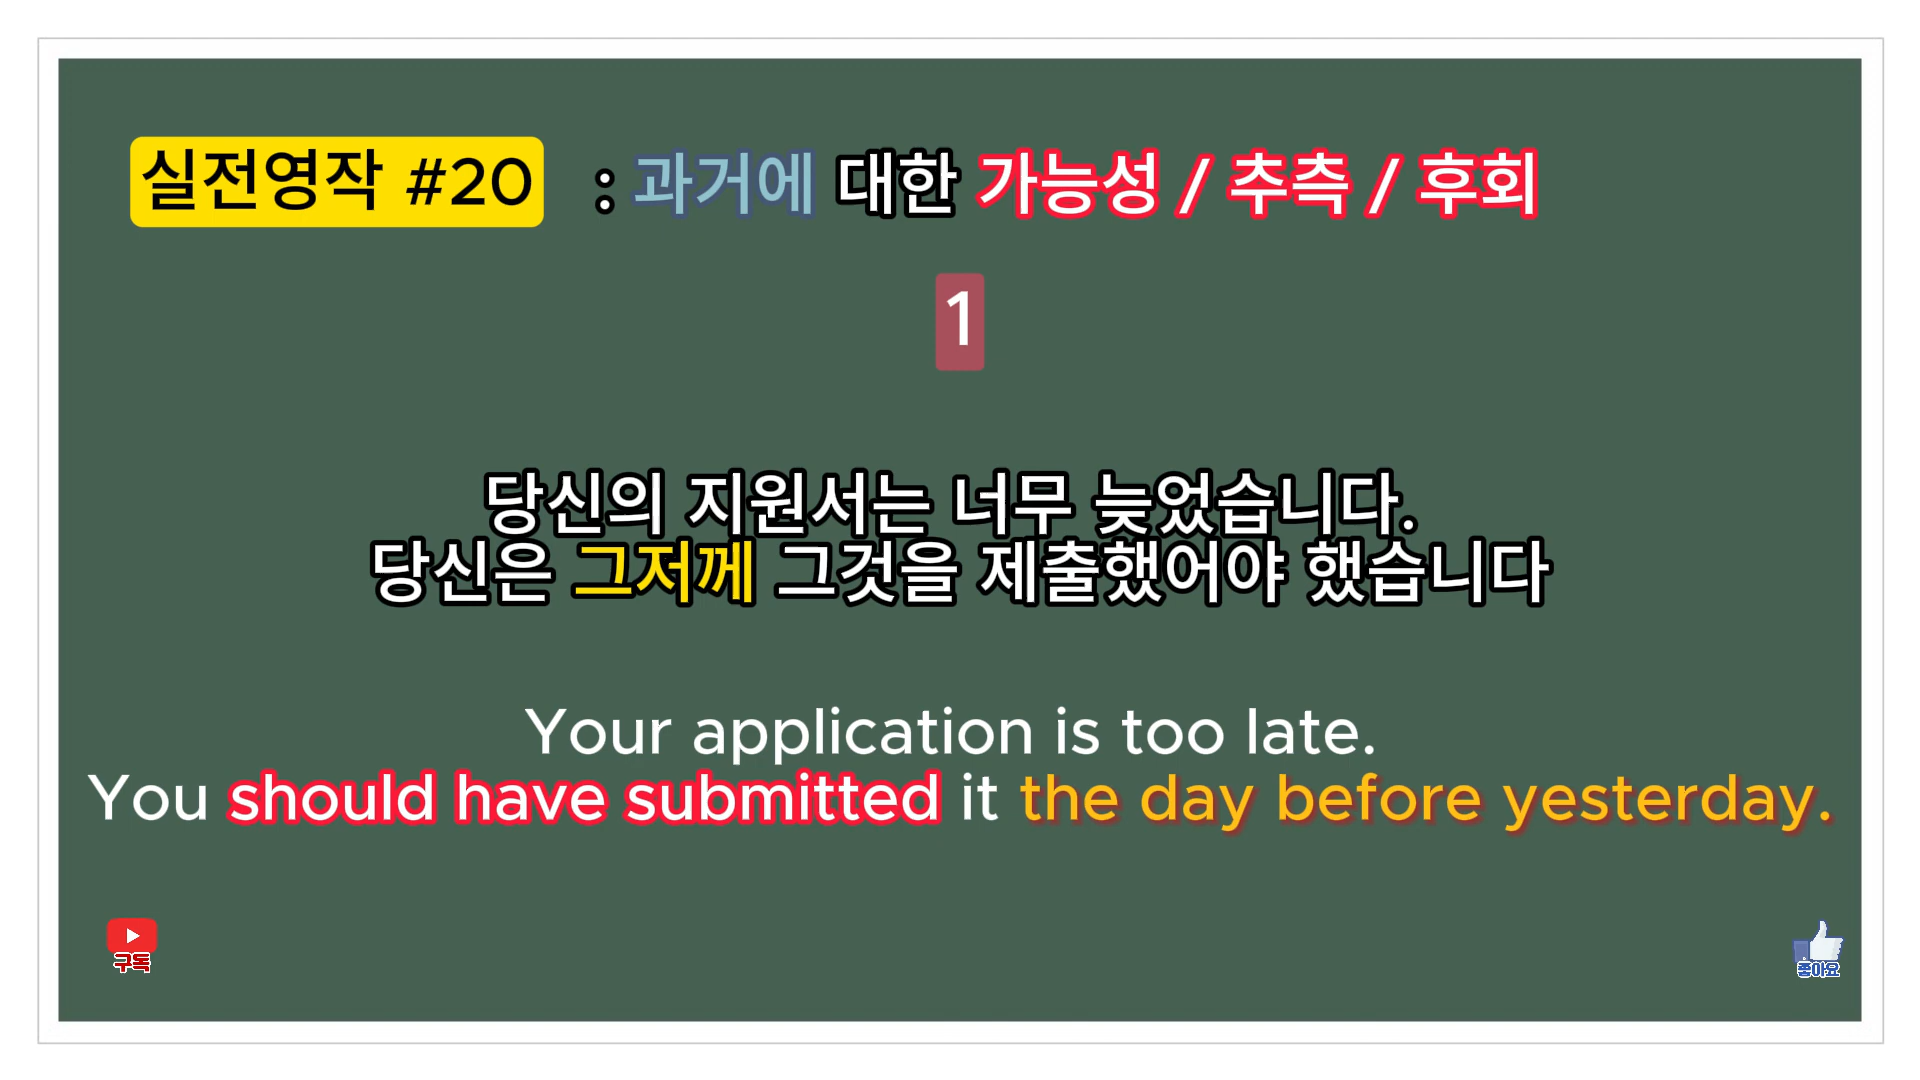 실전영작 #20 : 과거에 대한 가능성 / 추측 / 후회
1
당신의 지원서는 너무 늦었습니다.
당신은 그저께 그것을 제출했어야 했습니다
Your application is too late.
You should have submitted it the day before yesterday.
구독
좋아요